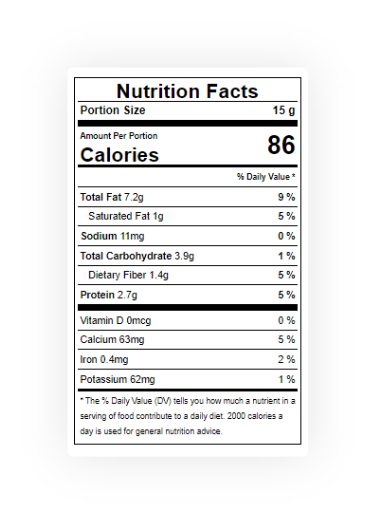 Nutrition Facts
Portion Size 15 g
Amount Per Portion
Calories 86
% Daily Value *
Total Fat 7.2g 9 %
Saturated Fat 1g 5 %
Sodium 11mg 0 %
Total Carbohydrate 3.9g 1 %
Dietary Fiber 1.4g 5 %
Protein 2.7g 5 %
Vitamin D 0mcg 0 %
Calcium 63mg 5 %
Iron 0.4mg 2 %
Potassium 62mg 1 %
* The % Daily Value (DV) tells you how much a nutrient in a
serving of food contribute to a daily diet. 2000 calories a
day is used for general nutrition advice.